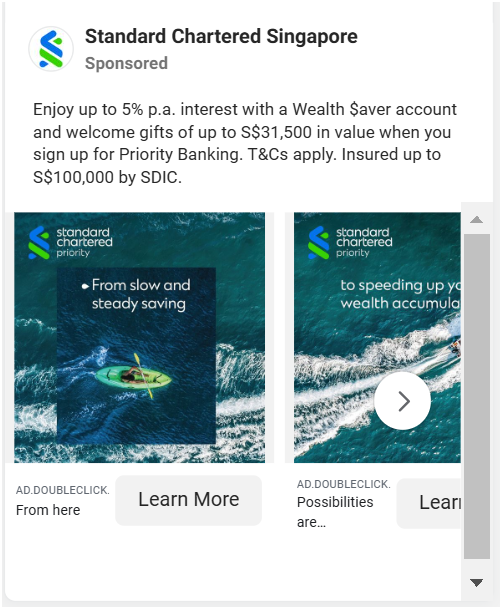 Standard Chartered Singapore
Sponsored
Enjoy up to 5% p.a. interest with a Wealth $aver account
and welcome gifts of up to S$31,500 in value when you
sign up for Priority Banking. T&Cs apply. Insured up to
S$100,000 by SDIC.
standard
chartered
priority
From slow and
steady saving
standard
chartered
priority
to speeding up yo
wealth accumula
AD.DOUBLECLICK.
From here
Learn More
AD.DOUBLECLICK.
Possibilities
are…
Lear